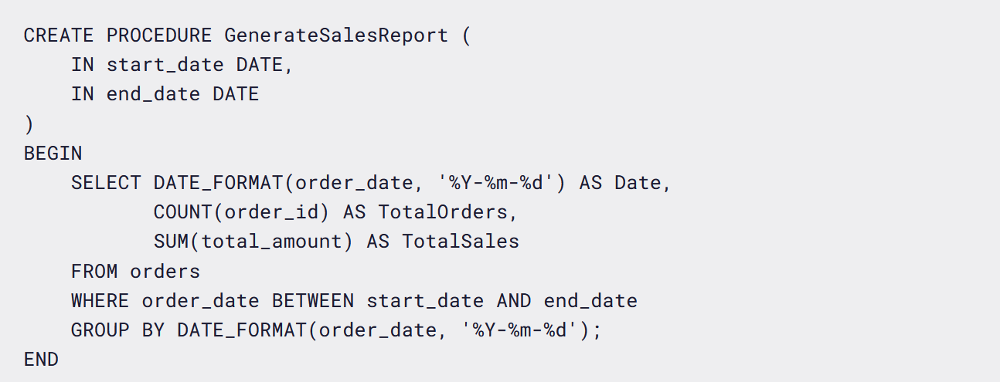 CREATE PROCEDURE GenerateSalesReport (
    IN start_date DATE,
    IN end_date DATE
)
BEGIN
    SELECT DATE_FORMAT(order_date, '%Y-%m-%d') AS Date,
           COUNT(order_id) AS TotalOrders,
           SUM(total_amount) AS TotalSales
    FROM orders
    WHERE order_date BETWEEN start_date AND end_date
    GROUP BY DATE_FORMAT(order_date, '%Y-%m-%d');
END